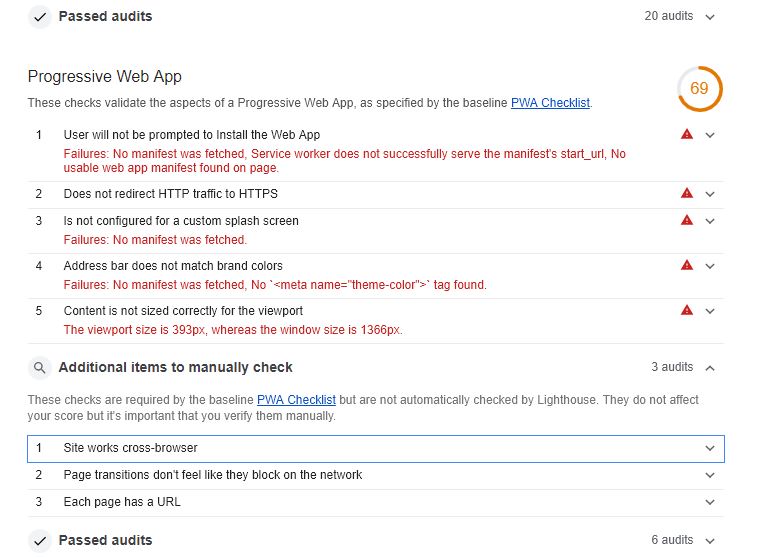 Passed audits
20 audits
Progressive Web App
69
These checks validate the aspects of a Progressive Web App, as specified by the baseline PWA Checklist.
1 User will not be prompted to Install the Web App
Failures: No manifest was fetched, Service worker does not successfully serve the manifest's start_url, No
usable web app manifest found on page.
2 Does not redirect HTTP traffic to HTTPS
3 Is not configured for a custom splash screen
Failures: No manifest was fetched.
4 Address bar does not match brand colors
Failures: No manifest was fetched, No `<meta name="theme-color">` tag found.
5 Content is not sized correctly for the viewport
The viewport size is 393px, whereas the window size is 1366px.
Additional items to manually check
3 audits
These checks are required by the baseline PWA Checklist but are not automatically checked by Lighthouse. They do not affect
your score but it's important that you verify them manually.
1 Site works cross-browser
2 Page transitions don't feel like they block on the network
3 Each page has a URL
Passed audits
6 audits